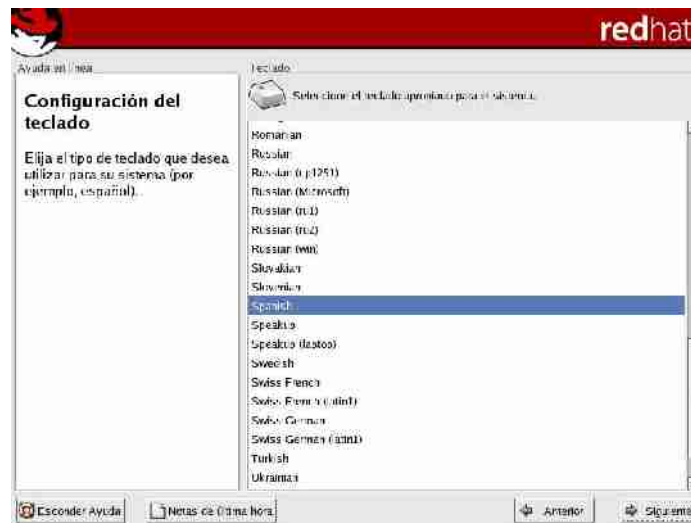 redhat
Ayuda en línea
Configuración del
teclado
Elija el tipo de teclado que desea
utilizar para su sistema (por
ejemplo, español).
Teclado
Seleccione el teclado apropiado para el sistema.
Romanian
Russian
Russian (cp1251)
Russian (Microsoft)
Russian (ru1)
Russian (ru2)
Russian (win)
Slovakian
Slovenian
Spanish
Speakup
Speakup (laptop)
Swedish
Swiss French
Swiss French (latin1)
Swiss German
Swiss German (latin1)
Turkish
Ukrainian
Esconder Ayuda
Notas de última hora
Anterior
Siguiente